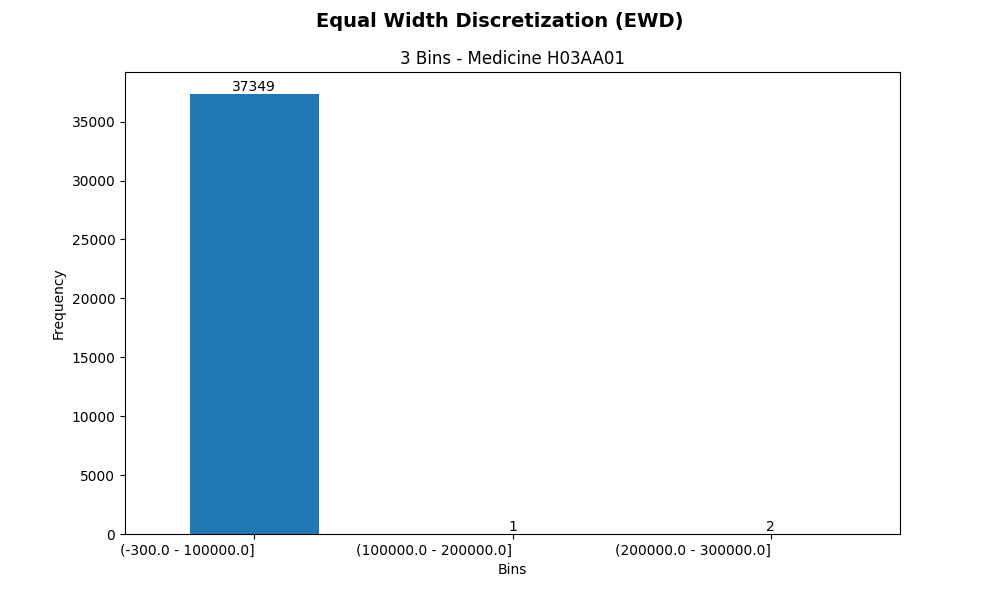 Equal Width Discretization (EWD)
3 Bins - Medicine H03AA01
37349
35000
30000
25000
20000
15000
10000
5000
0
Frequency
1
2
(-300.0 - 100000.0]
(100000.0 - 200000.0]
(200000.0 - 300000.0]
Bins